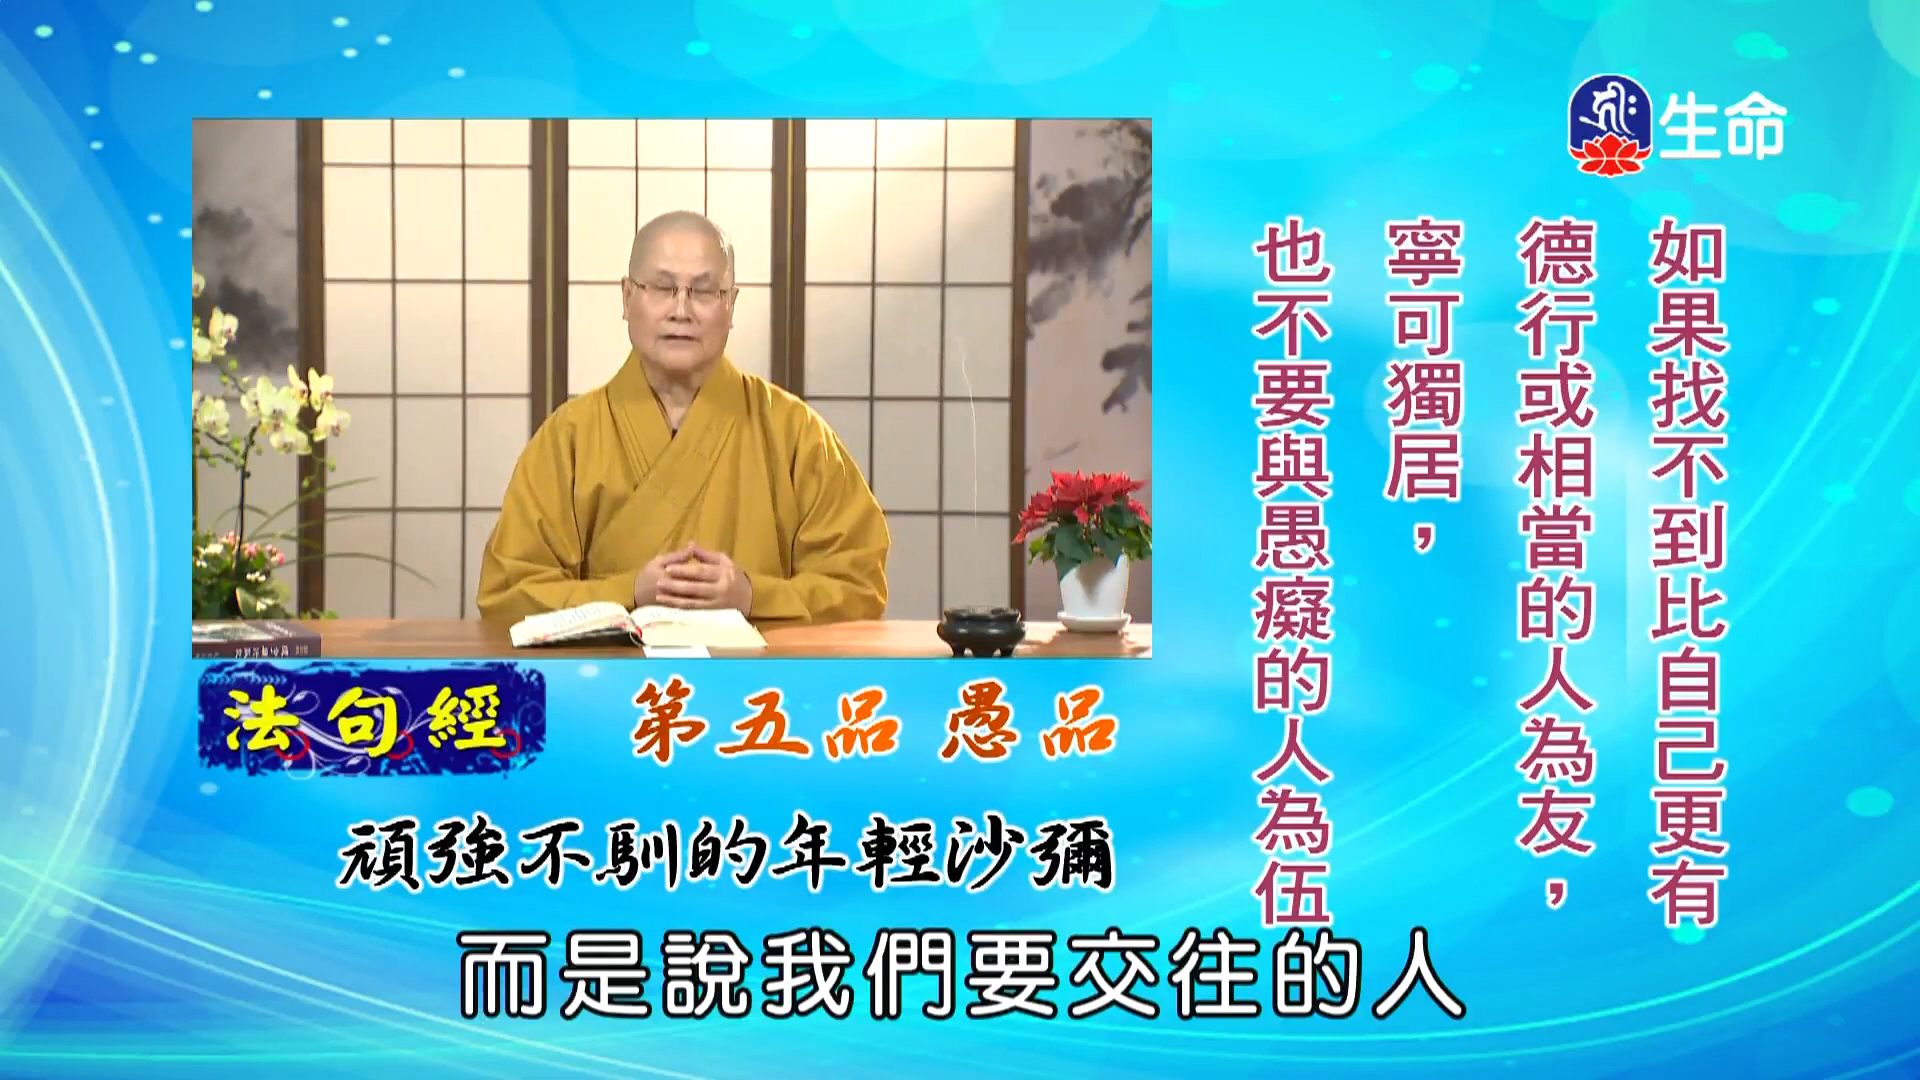 生命
如果找不到比自己更有
德行或相當的人為友，
寧可獨居，
也不要與愚癡的人為伍
法句經
第五品 愚品
頑強不馴的年輕沙彌
而是說我們要交往的人